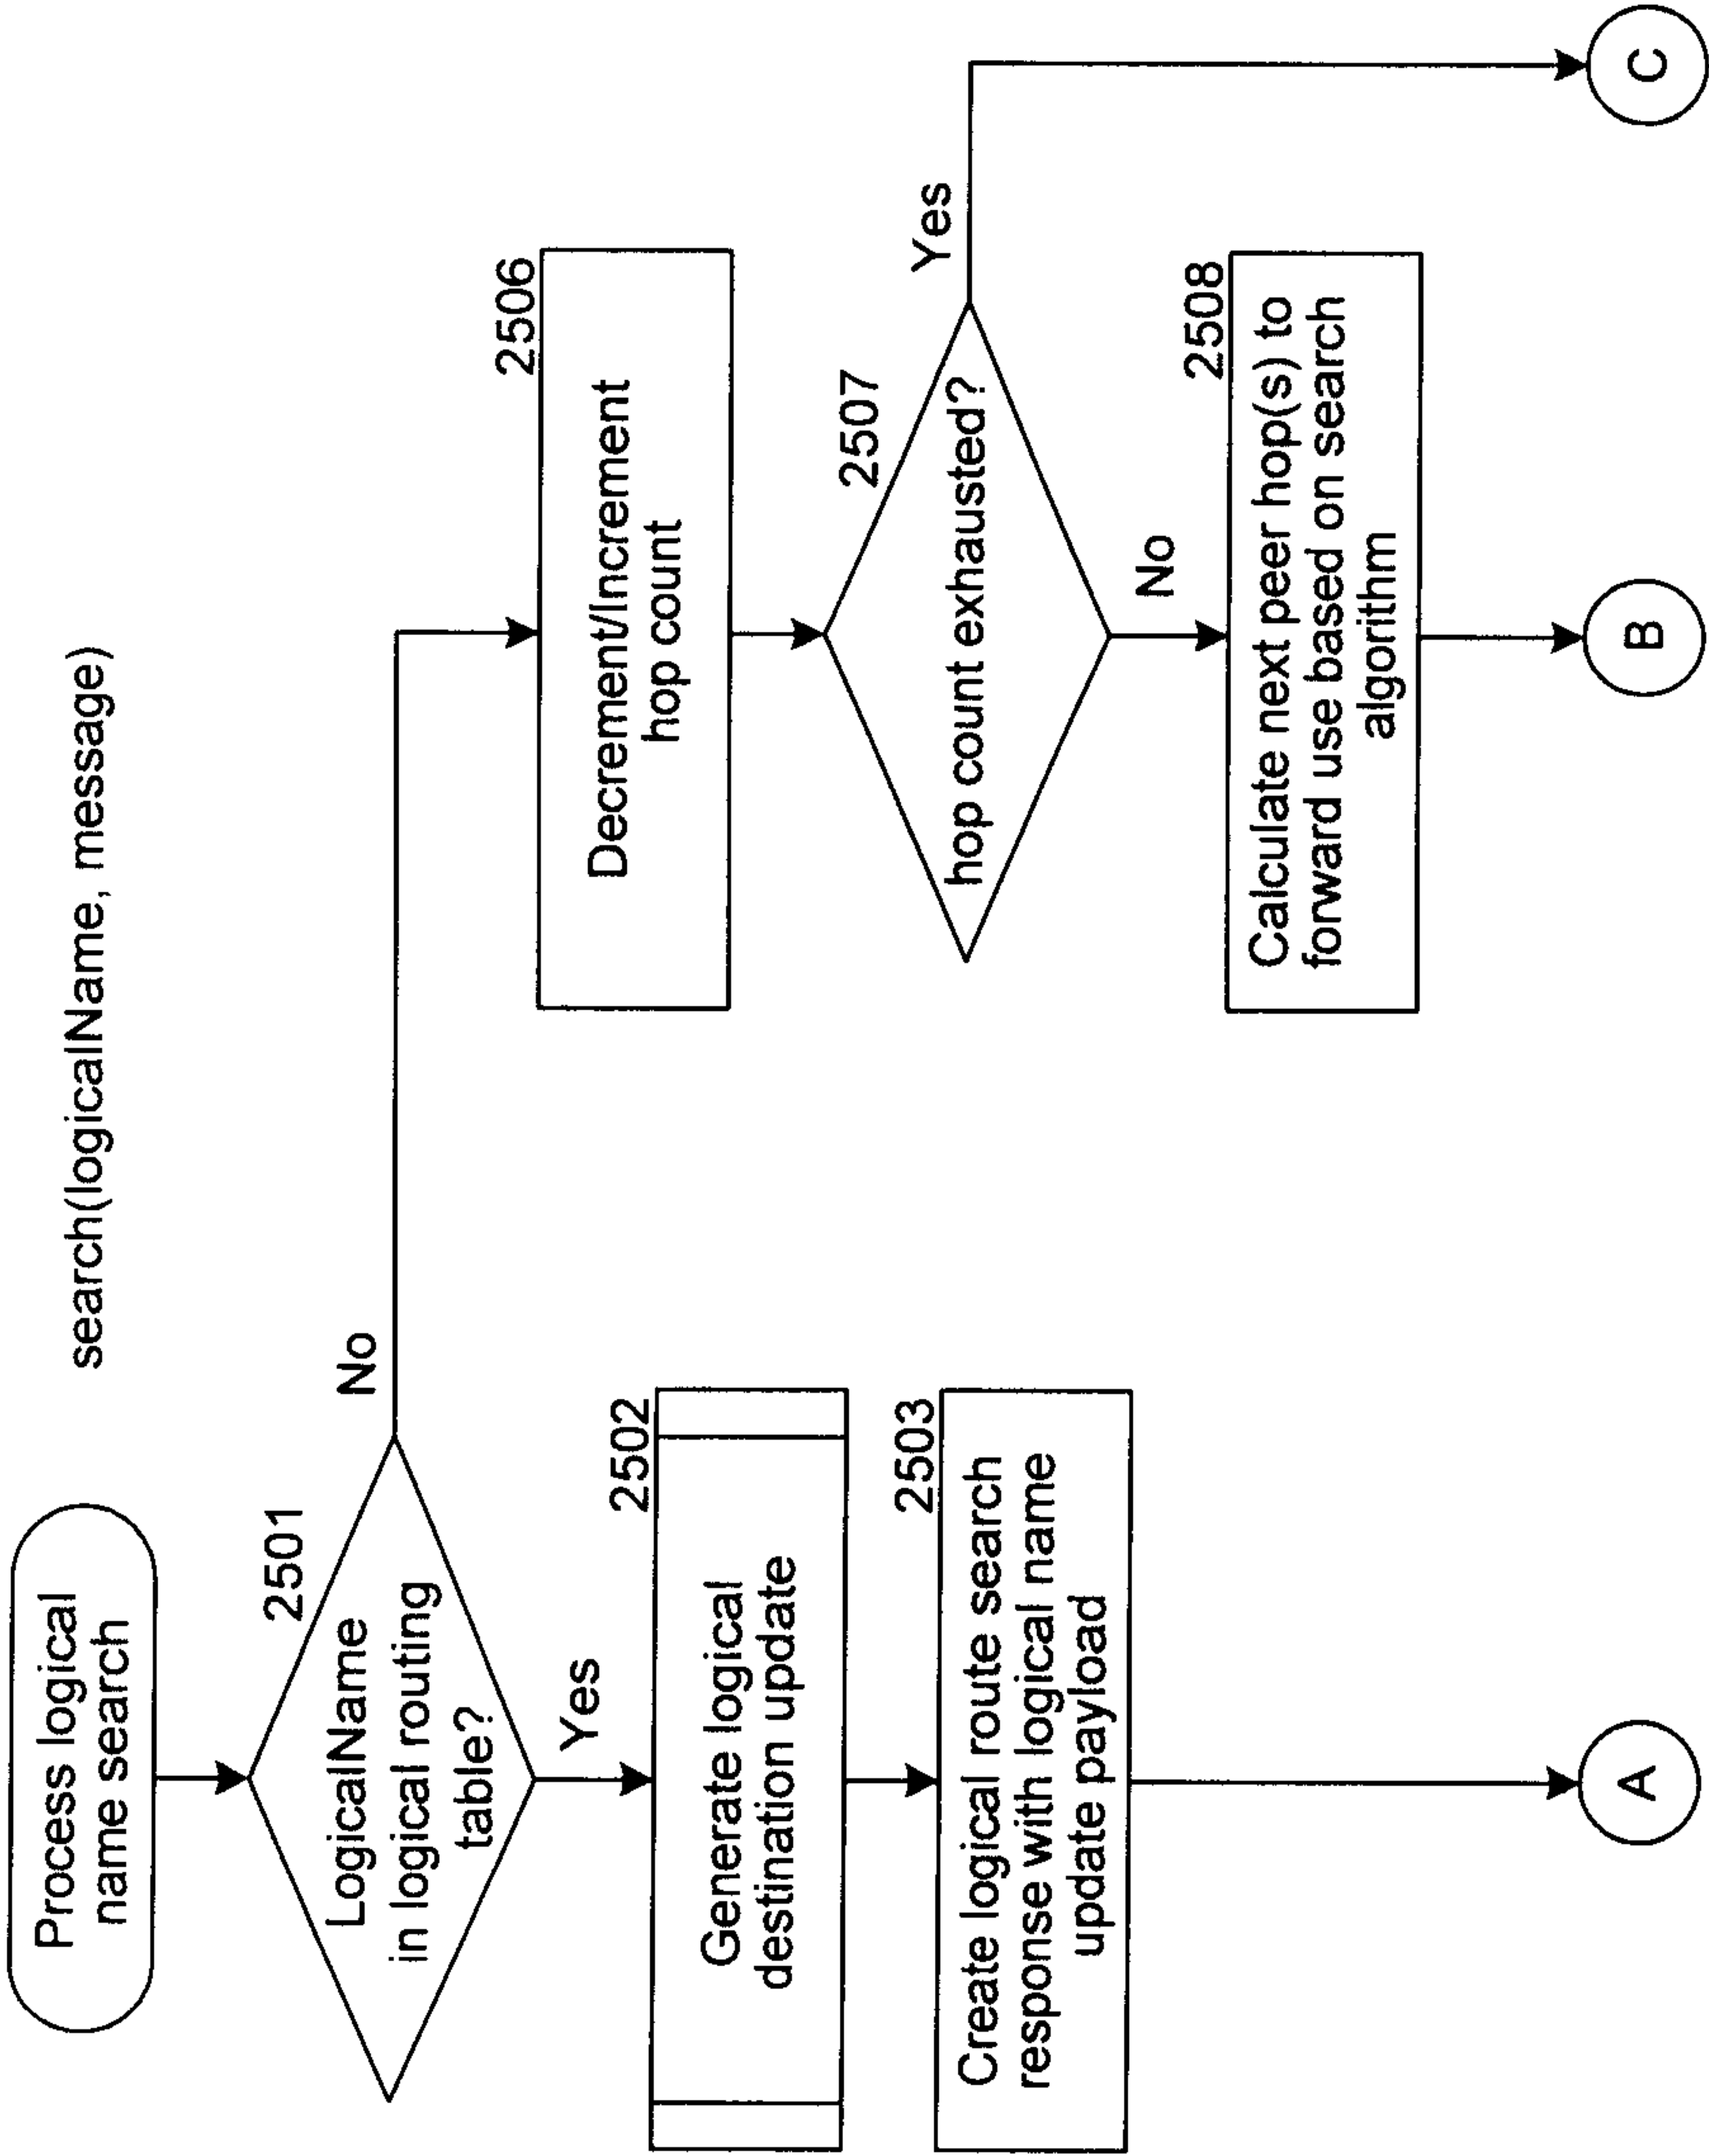 search(logicalName, message)
Process logical
name search
2501
LogicalName
in logical routing
table?
No
Yes
2502
Generate logical
destination update
2503
Create logical route search
response with logical name
update payload
A
2506
Decrement/Increment
hop count
2507
hop count exhausted?
Yes
No
2508
Calculate next peer hop(s) to
forward use based on search
algorithm
B
C